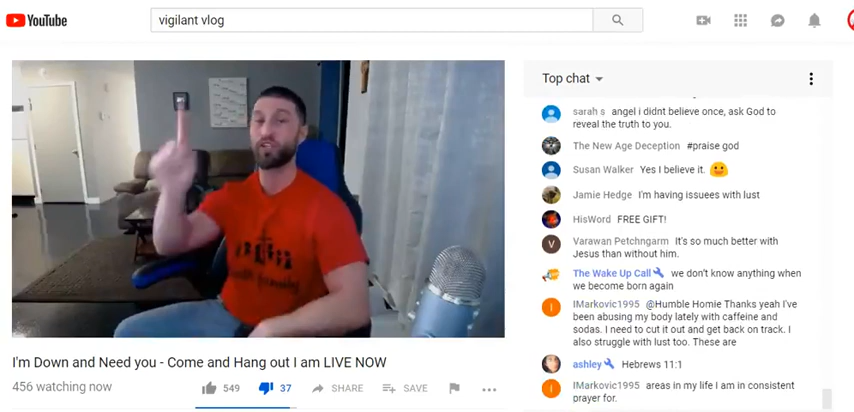 YouTube
vigilant vlog
Top chat
sarah s angel i didnt believe once, ask God to
reveal the truth to you.
The New Age Deception #praise god
Susan Walker Yes I believe it.
Jamie Hedge I'm having issuees with lust
HisWord FREE GIFT!
V
Varawan Petchngarm It's so much better with
Jesus than without him.
The Wake Up Call we don't know anything when
we become born again
I
IMarkovic1995 @Humble Homie Thanks yeah I've
been abusing my body lately with caffeine and
sodas. I need to cut it out and get back on track. I
also struggle with lust too. These are
ashley Hebrews 11:1
I
IMarkovic1995 areas in my life I am in consistent
prayer for.
I'm Down and Need you - Come and Hang out I am LIVE NOW
456 watching now
549
37
SHARE
SAVE